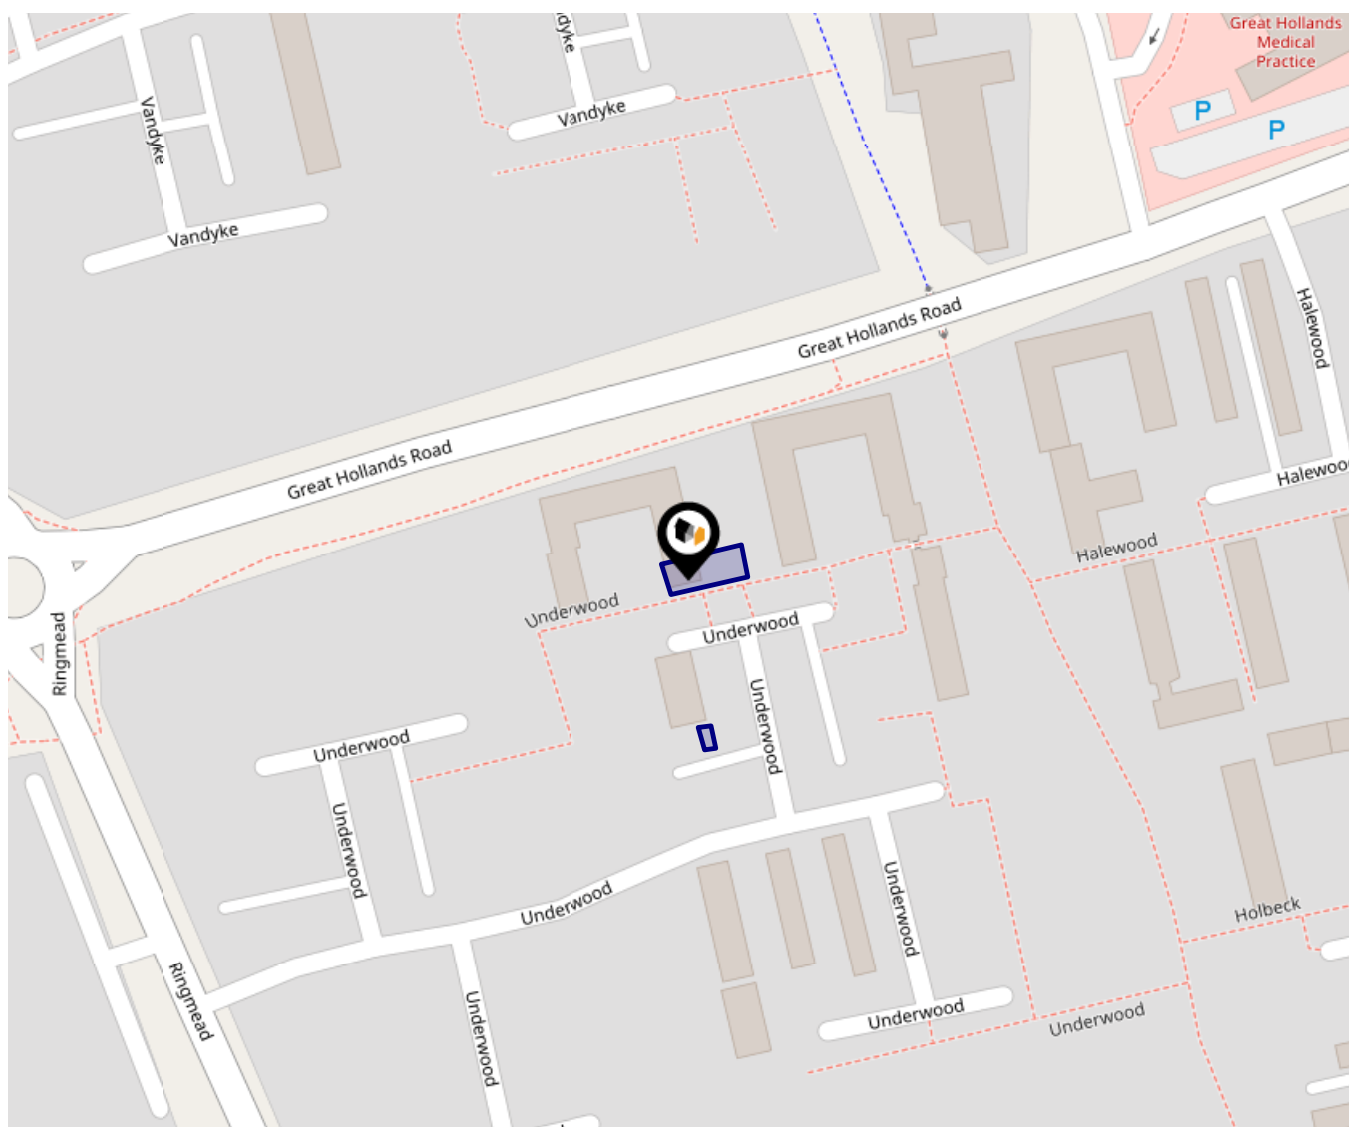 Great Hollands
Medical
Practice
P
P
Vandyke
Vandyke
Vandyke
Great Hollands Road
Halewood
Great Hollands Road
Halewood
Halewood
Underwood
Underwood
Ringmead
Underwood
Underwood
Underwood
Underwood
Underwood
Holbeck
Ringmead
Underwood
Underwood
Underwood